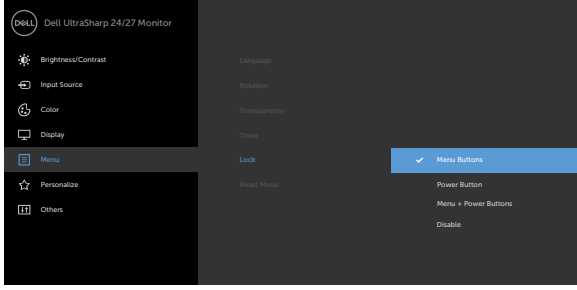 DELL
Dell UltraSharp 24/27 Monitor
Brightness/Contrast
Input Source
Color
Display
Menu
Personalize
Others
Language
Rotation
Transparency
Timer
Lock
Reset Menu
Menu Buttons
Power Button
Menu + Power Buttons
Disable